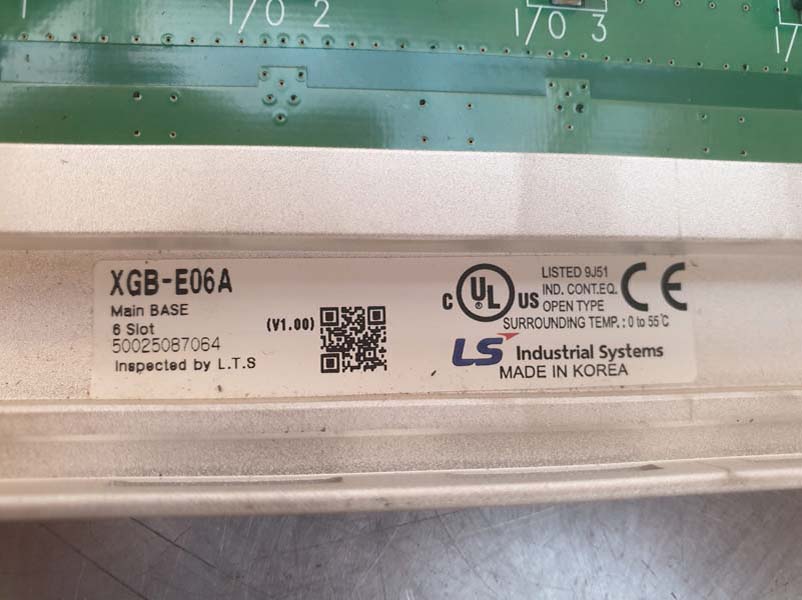 I/O 2
I/O 3
I/
XGB-E06A
Main BASE
6 Slot
50025087064
Inspected by L.T.S
(V1.00)
C UL US
LISTED 9J51
IND. CONT.EQ.
OPEN TYPE
CE
SURROUNDING TEMP. : 0 to 55℃
LS Industrial Systems
MADE IN KOREA